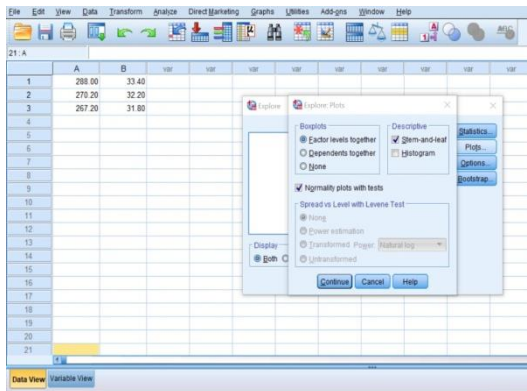 File Edit View Data Transform Analyze Direct Marketing Graphs Utilities Add-ons Window Help
21 : A
A B var var var var var var var var var var
1 288.00 33.40
2 270.20 32.20
3 267.20 31.80
4
5
6
7
8
9
10
11
12
13
14
15
16
17
18
19
20
21
Explore
Explore: Plots
Boxplots
Factor levels together
Dependents together
None
Descriptive
Stem-and-leaf
Histogram
Normality plots with tests
Spread vs Level with Levene Test
None
Power estimation
Transformed Power: Natural log
Untransformed
Continue Cancel Help
Statistics...
Plots...
Options...
Bootstrap...
Display
Both
Data View Variable View